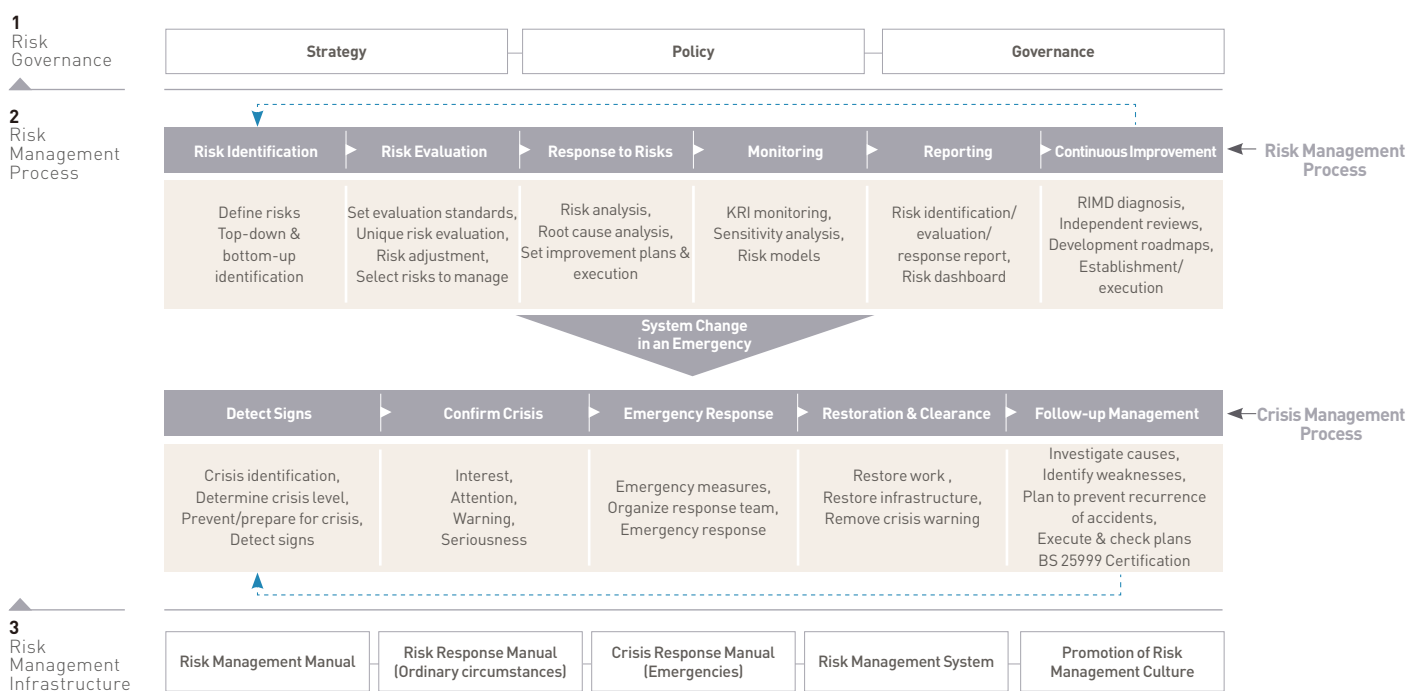 1
Risk
Governance
Strategy
Policy
Governance
2
Risk
Management
Process
Risk Identification
Risk Evaluation
Response to Risks
Monitoring
Reporting
Continuous Improvement
Risk Management
Process
Define risks
Top-down &
bottom-up
identification
Set evaluation standards,
Unique risk evaluation,
Risk adjustment,
Select risks to manage
Risk analysis,
Root cause analysis,
Set improvement plans &
execution
KRI monitoring,
Sensitivity analysis,
Risk models
Risk identification/
evaluation/
response report,
Risk dashboard
RIMD diagnosis,
Independent reviews,
Development roadmaps,
Establishment/
execution
System Change
in an Emergency
Detect Signs
Confirm Crisis
Emergency Response
Restoration & Clearance
Follow-up Management
Crisis Management
Process
Crisis identification,
Determine crisis level,
Prevent/prepare for crisis,
Detect signs
Interest,
Attention,
Warning,
Seriousness
Emergency measures,
Organize response team,
Emergency response
Restore work ,
Restore infrastructure,
Remove crisis warning
Investigate causes,
Identify weaknesses,
Plan to prevent recurrence
of accidents,
Execute & check plans
BS 25999 Certification
3
Risk
Management
Infrastructure
Risk Management Manual
Risk Response Manual
(Ordinary circumstances)
Crisis Response Manual
(Emergencies)
Risk Management System
Promotion of Risk
Management Culture